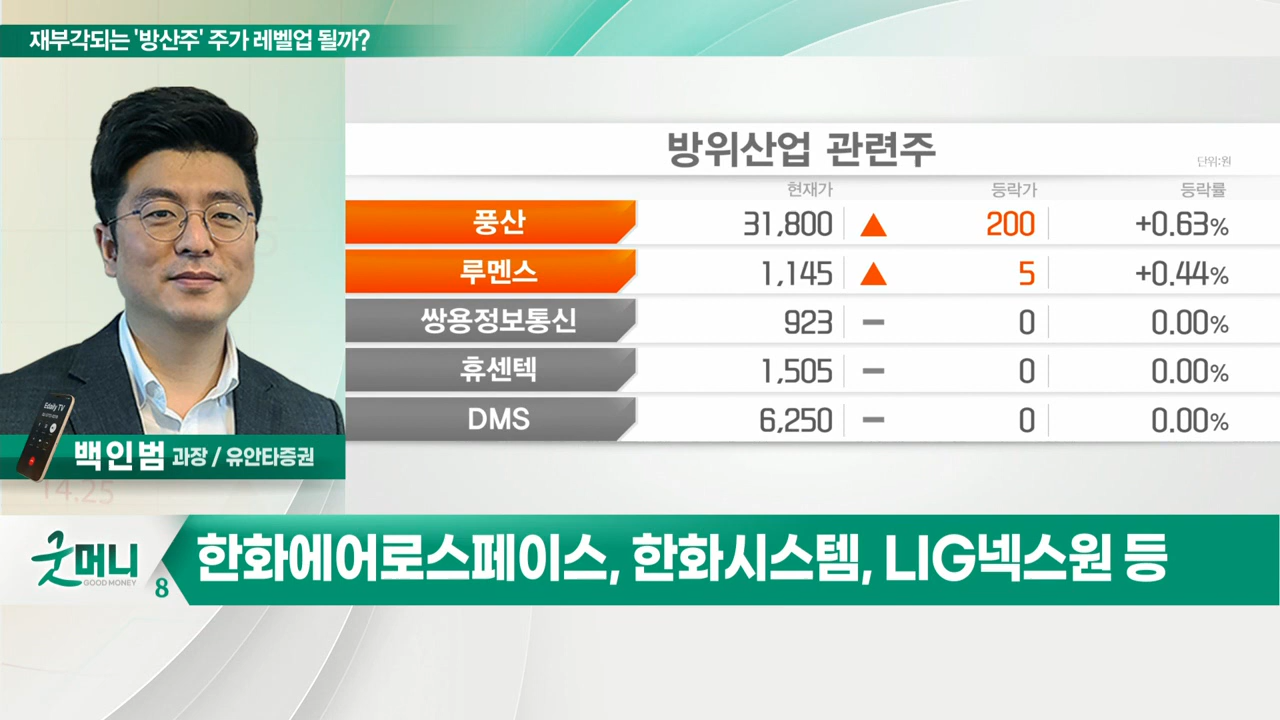 재부각되는 '방산주' 주가 레벨업 될까?
방위산업 관련주
단위:원
현재가 등락가 등락률
풍산 31,800 ▲ 200 +0.63%
루멘스 1,145 ▲ 5 +0.44%
쌍용정보통신 923 – 0 0.00%
휴센텍 1,505 – 0 0.00%
DMS 6,250 – 0 0.00%
Edaily TV
백인범 과장 / 유안타증권
14.25
굿머니
GOOD MONEY
8
한화에어로스페이스, 한화시스템, LIG넥스원 등